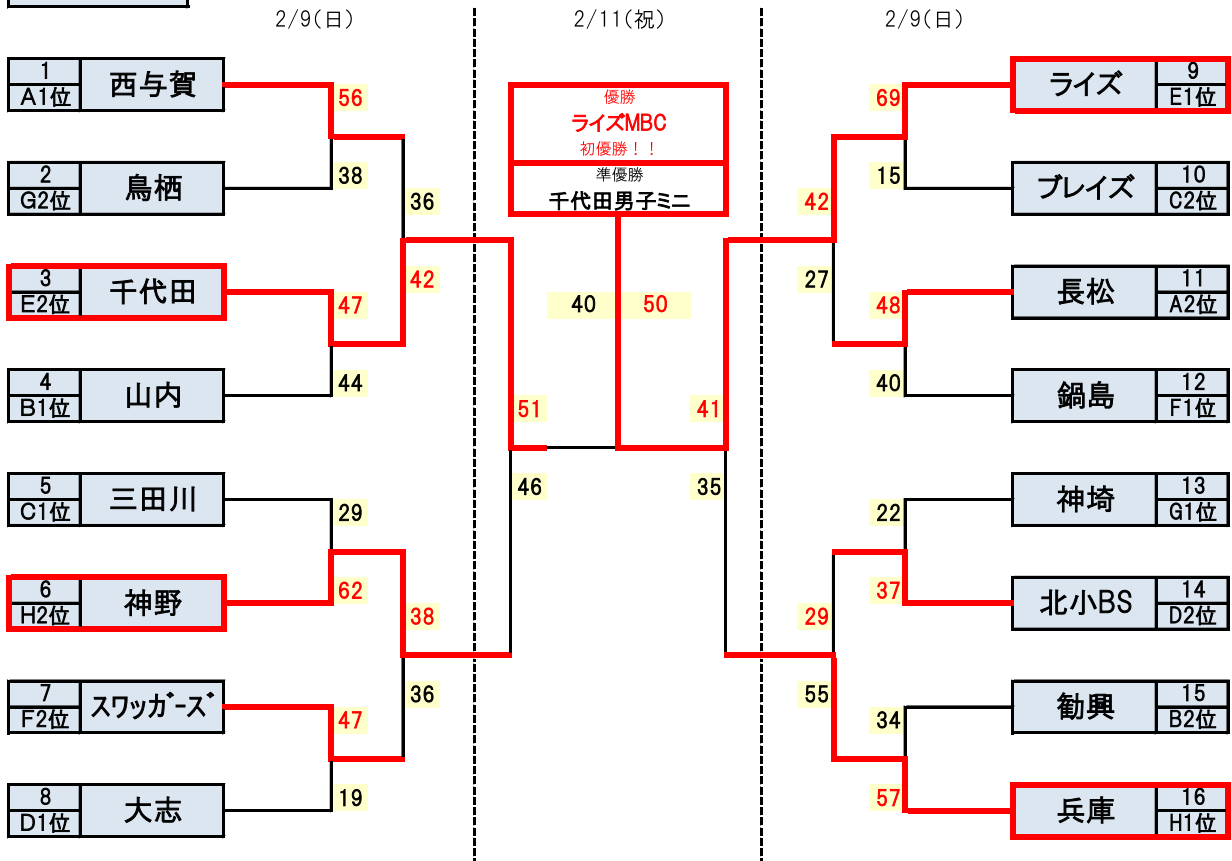 2/9(日)
2/11(祝)
2/9(日)
1
A1位
西与賀
56
2
G2位
鳥栖
38
36
3
E2位
千代田
47
42
4
B1位
山内
44
5
C1位
三田川
29
6
H2位
神野
62
38
7
F2位
スワッガーズ
47
36
8
D1位
大志
19
優勝
ライズMBC
初優勝！！
準優勝
千代田男子ミニ
40
50
51
41
46
35
69
ライズ
9
E1位
15
ブレイズ
10
C2位
42
27
48
長松
11
A2位
40
鍋島
12
F1位
22
神埼
13
G1位
37
北小BS
14
D2位
29
55
34
勧興
15
B2位
57
兵庫
16
H1位